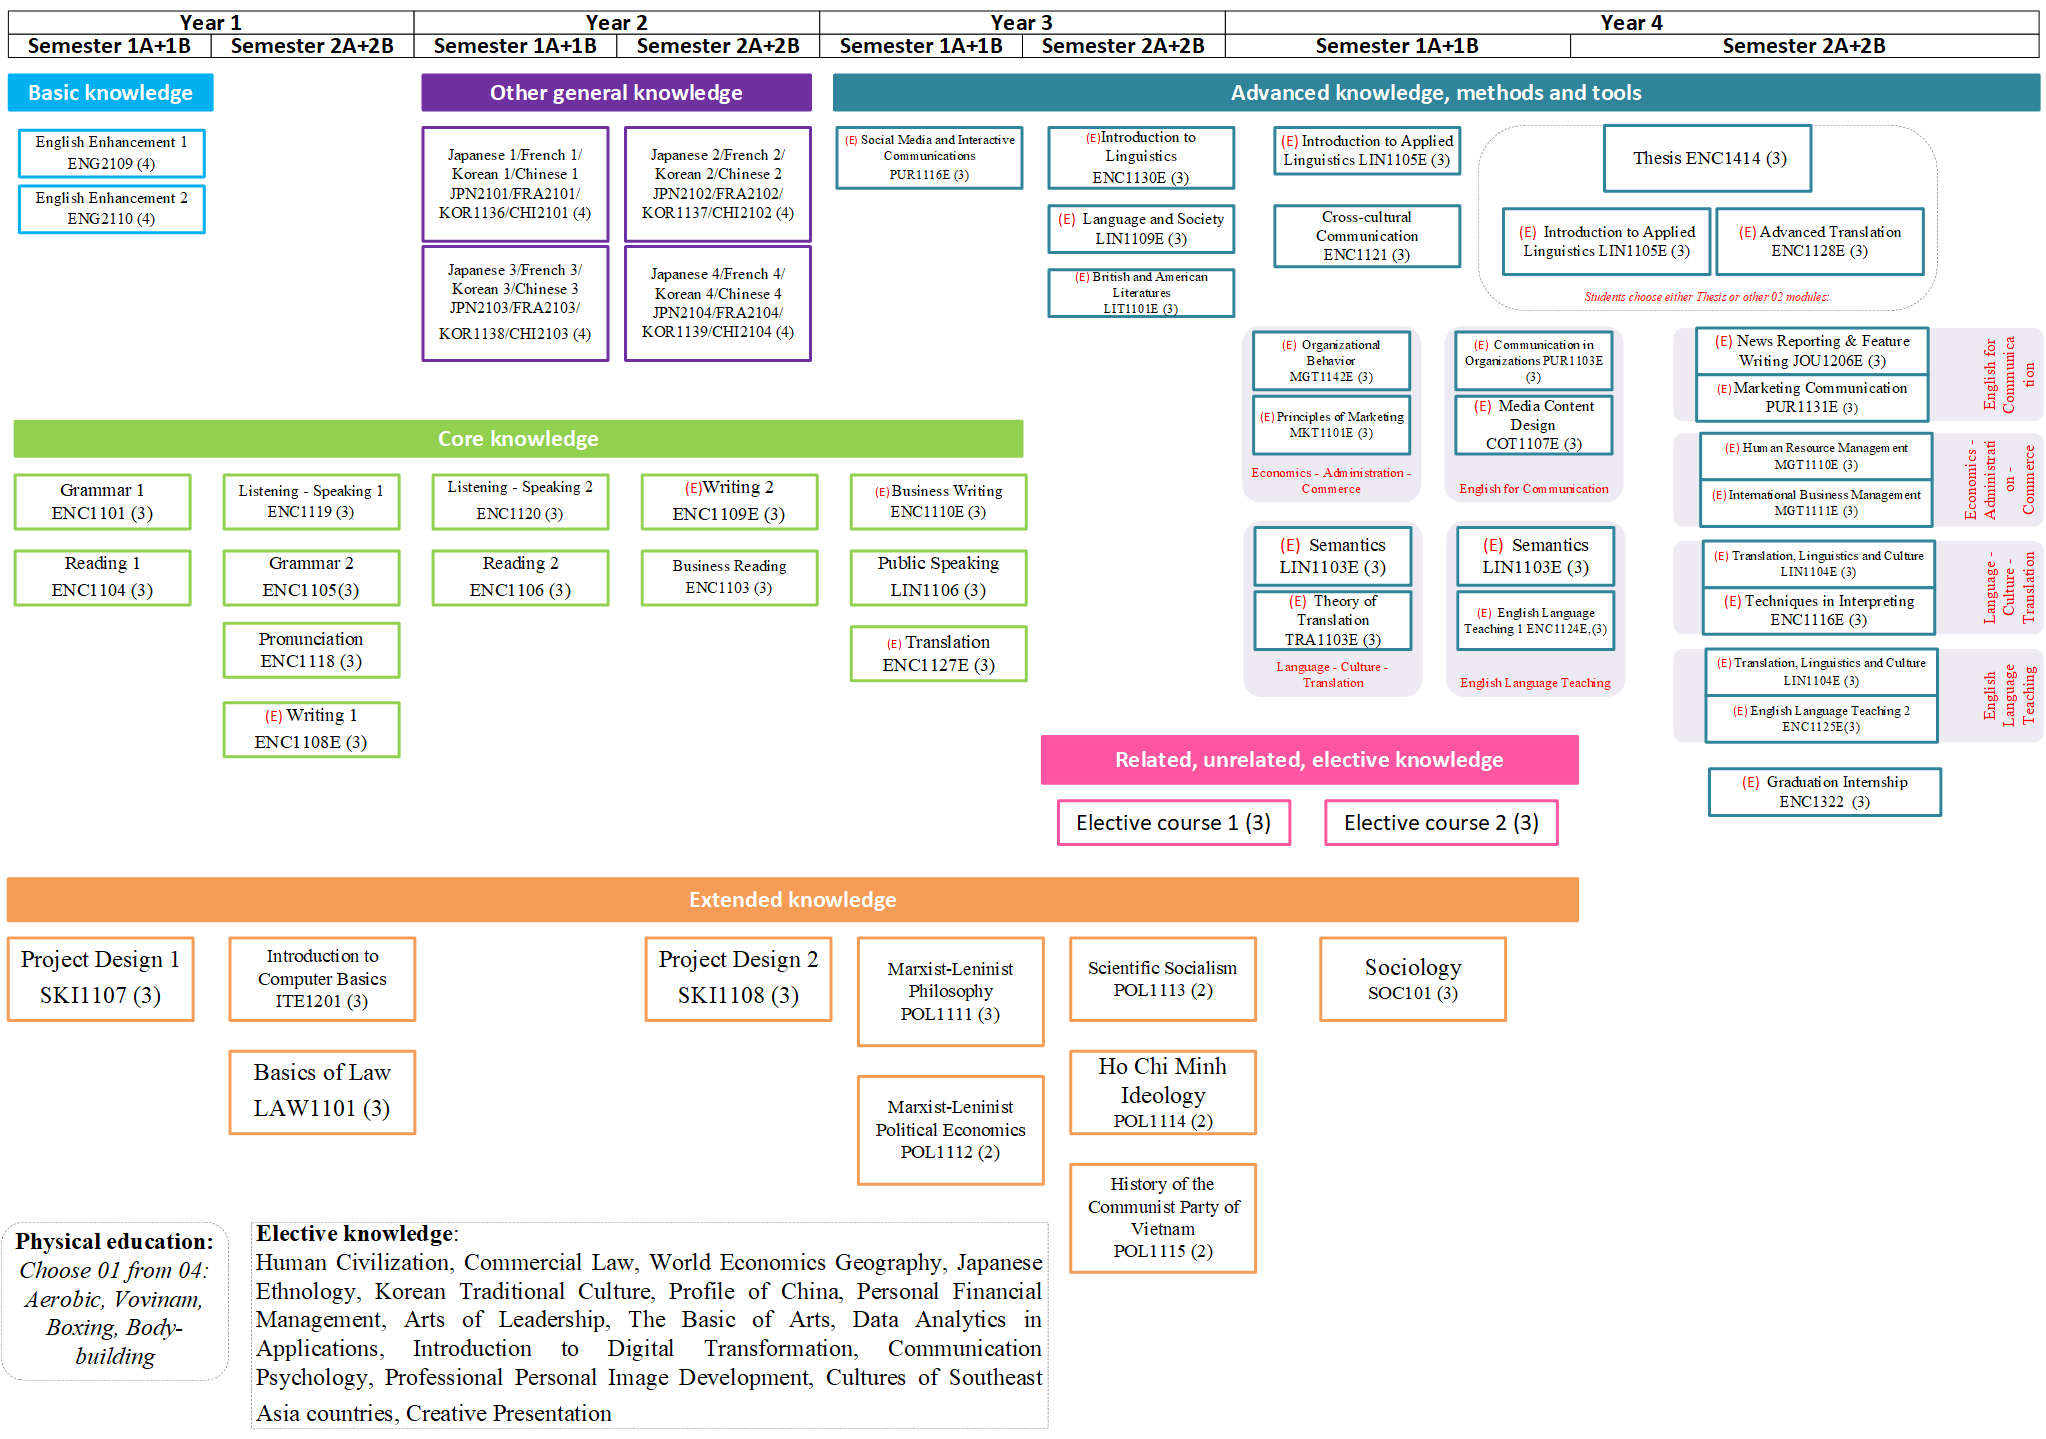 Year 1
Year 2
Year 3
Year 4
Semester 1A+1B
Semester 2A+2B
Semester 1A+1B
Semester 2A+2B
Semester 1A+1B
Semester 2A+2B
Semester 1A+1B
Semester 2A+2B
Basic knowledge
Other general knowledge
Advanced knowledge, methods and tools
English Enhancement 1
ENG2109 (4)
English Enhancement 2
ENG2110 (4)
Japanese 1/French 1/
Korean 1/Chinese 1
JPN2101/FRA2101/
KOR1136/CHI2101 (4)
Japanese 2/French 2/
Korean 2/Chinese 2
JPN2102/FRA2102/
KOR1137/CHI2102 (4)
Japanese 3/French 3/
Korean 3/Chinese 3
JPN2103/FRA2103/
KOR1138/CHI2103 (4)
Japanese 4/French 4/
Korean 4/Chinese 4
JPN2104/FRA2104/
KOR1139/CHI2104 (4)
(E) Social Media and Interactive
Communications
PUR1116E (3)
(E)Introduction to
Linguistics
ENC1130E (3)
(E) Language and Society
LIN1109E (3)
(E) British and American
Literatures
LIT1101E (3)
(E) Introduction to Applied
Linguistics LIN1105E (3)
Cross-cultural
Communication
ENC1121 (3)
Thesis ENC1414 (3)
(E) Introduction to Applied
Linguistics LIN1105E (3)
(E) Advanced Translation
ENC1128E (3)
Students choose either Thesis or other 02 modules:
(E) Organizational
Behavior
MGT1142E (3)
(E) Principles of Marketing
MKT1101E (3)
Economics - Administration -
Commerce
(E) Communication in
Organizations PUR1103E
(3)
(E) Media Content
Design
COT1107E (3)
English for Communication
(E) News Reporting & Feature
Writing JOU1206E (3)
(E) Marketing Communication
PUR1131E (3)
English for
Communica
tion
(E) Human Resource Management
MGT1110E (3)
(E) International Business Management
MGT1111E (3)
Economics -
Administrati
on -
Commerce
(E) Semantics
LIN1103E (3)
(E) Theory of
Translation
TRA1103E (3)
Language - Culture -
Translation
(E) Semantics
LIN1103E (3)
(E) English Language
Teaching 1 ENC1124E,(3)
English Language Teaching
(E) Translation, Linguistics and Culture
LIN1104E (3)
(E) Techniques in Interpreting
ENC1116E (3)
Language -
Culture -
Translation
(E) Translation, Linguistics and Culture
LIN1104E (3)
(E) English Language Teaching 2
ENC1125E(3)
English
Language
Teaching
(E) Graduation Internship
ENC1322 (3)
Core knowledge
Grammar 1
ENC1101 (3)
Listening - Speaking 1
ENC1119 (3)
Listening - Speaking 2
ENC1120 (3)
(E)Writing 2
ENC1109E (3)
(E)Business Writing
ENC1110E (3)
Reading 1
ENC1104 (3)
Grammar 2
ENC1105(3)
Reading 2
ENC1106 (3)
Business Reading
ENC1103 (3)
Public Speaking
LIN1106 (3)
Pronunciation
ENC1118 (3)
(E) Translation
ENC1127E (3)
(E) Writing 1
ENC1108E (3)
Related, unrelated, elective knowledge
Elective course 1 (3)
Elective course 2 (3)
Extended knowledge
Project Design 1
SKI1107 (3)
Introduction to
Computer Basics
ITE1201 (3)
Project Design 2
SKI1108 (3)
Marxist-Leninist
Philosophy
POL1111 (3)
Scientific Socialism
POL1113 (2)
Sociology
SOC101 (3)
Basics of Law
LAW1101 (3)
Marxist-Leninist
Political Economics
POL1112 (2)
Ho Chi Minh
Ideology
POL1114 (2)
History of the
Communist Party of
Vietnam
POL1115 (2)
Physical education:
Choose 01 from 04:
Aerobic, Vovinam,
Boxing, Body-
building
Elective knowledge:
Human Civilization, Commercial Law, World Economics Geography, Japanese
Ethnology, Korean Traditional Culture, Profile of China, Personal Financial
Management, Arts of Leadership, The Basic of Arts, Data Analytics in
Applications, Introduction to Digital Transformation, Communication
Psychology, Professional Personal Image Development, Cultures of Southeast
Asia countries, Creative Presentation